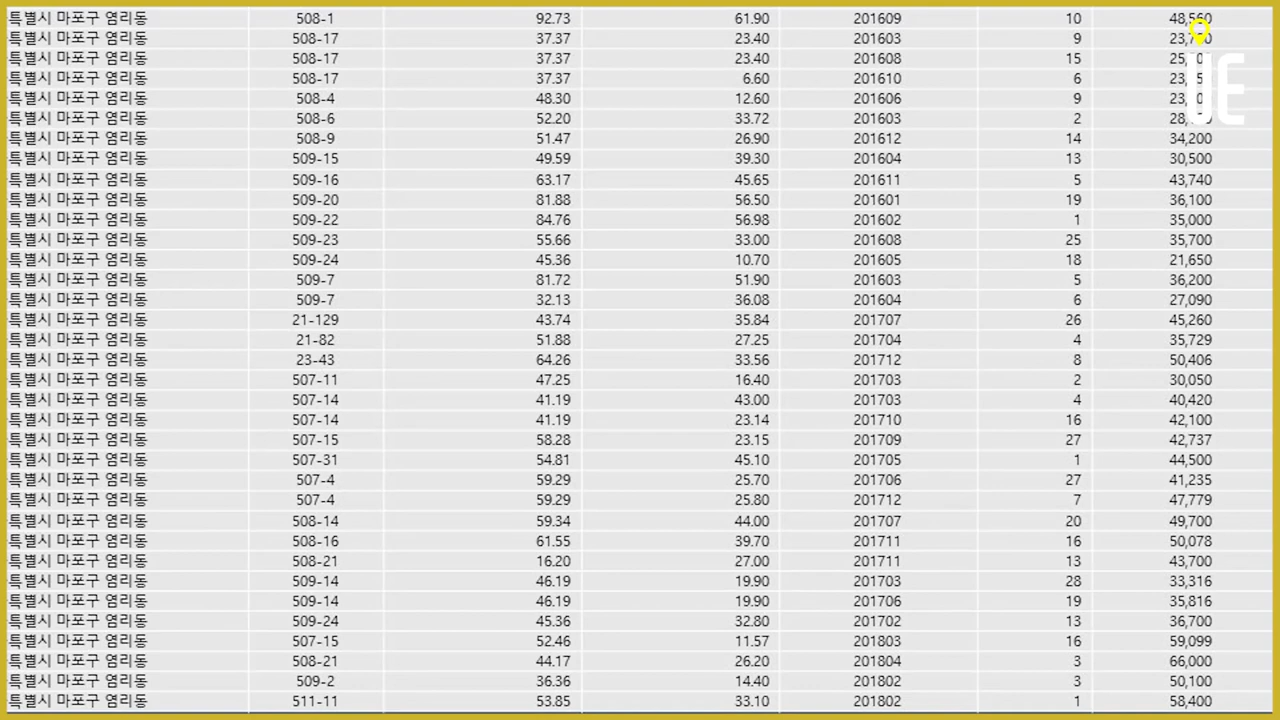 특별시 마포구 염리동 508-1 92.73 61.90 201609 10 48,560
특별시 마포구 염리동 508-17 37.37 23.40 201603 9
특별시 마포구 염리동 508-17 37.37 23.40 201608 15
특별시 마포구 염리동 508-17 37.37 6.60 201610 6
특별시 마포구 염리동 508-4 48.30 12.60 201606 9
특별시 마포구 염리동 508-6 52.20 33.72 201603 2
특별시 마포구 염리동 508-9 51.47 26.90 201612 14 34,200
특별시 마포구 염리동 509-15 49.59 39.30 201604 13 30,500
특별시 마포구 염리동 509-16 63.17 45.65 201611 5 43,740
특별시 마포구 염리동 509-20 81.88 56.50 201601 19 36,100
특별시 마포구 염리동 509-22 84.76 56.98 201602 1 35,000
특별시 마포구 염리동 509-23 55.66 33.00 201608 25 35,700
특별시 마포구 염리동 509-24 45.36 10.70 201605 18 21,650
특별시 마포구 염리동 509-7 81.72 51.90 201603 5 36,200
특별시 마포구 염리동 509-7 32.13 36.08 201604 6 27,090
특별시 마포구 염리동 21-129 43.74 35.84 201707 26 45,260
특별시 마포구 염리동 21-82 51.88 27.25 201704 4 35,729
특별시 마포구 염리동 23-43 64.26 33.56 201712 8 50,406
특별시 마포구 염리동 507-11 47.25 16.40 201703 2 30,050
특별시 마포구 염리동 507-14 41.19 43.00 201703 4 40,420
특별시 마포구 염리동 507-14 41.19 23.14 201710 16 42,100
특별시 마포구 염리동 507-15 58.28 23.15 201709 27 42,737
특별시 마포구 염리동 507-31 54.81 45.10 201705 1 44,500
특별시 마포구 염리동 507-4 59.29 25.70 201706 27 41,235
특별시 마포구 염리동 507-4 59.29 25.80 201712 7 47,779
특별시 마포구 염리동 508-14 59.34 44.00 201707 20 49,700
특별시 마포구 염리동 508-16 61.55 39.70 201711 16 50,078
특별시 마포구 염리동 508-21 16.20 27.00 201711 13 43,700
특별시 마포구 염리동 509-14 46.19 19.90 201703 28 33,316
특별시 마포구 염리동 509-14 46.19 19.90 201706 19 35,816
특별시 마포구 염리동 509-24 45.36 32.80 201702 13 36,700
특별시 마포구 염리동 507-15 52.46 11.57 201803 16 59,099
특별시 마포구 염리동 508-21 44.17 26.20 201804 3 66,000
특별시 마포구 염리동 509-2 36.36 14.40 201802 3 50,100
특별시 마포구 염리동 511-11 53.85 33.10 201802 1 58,400